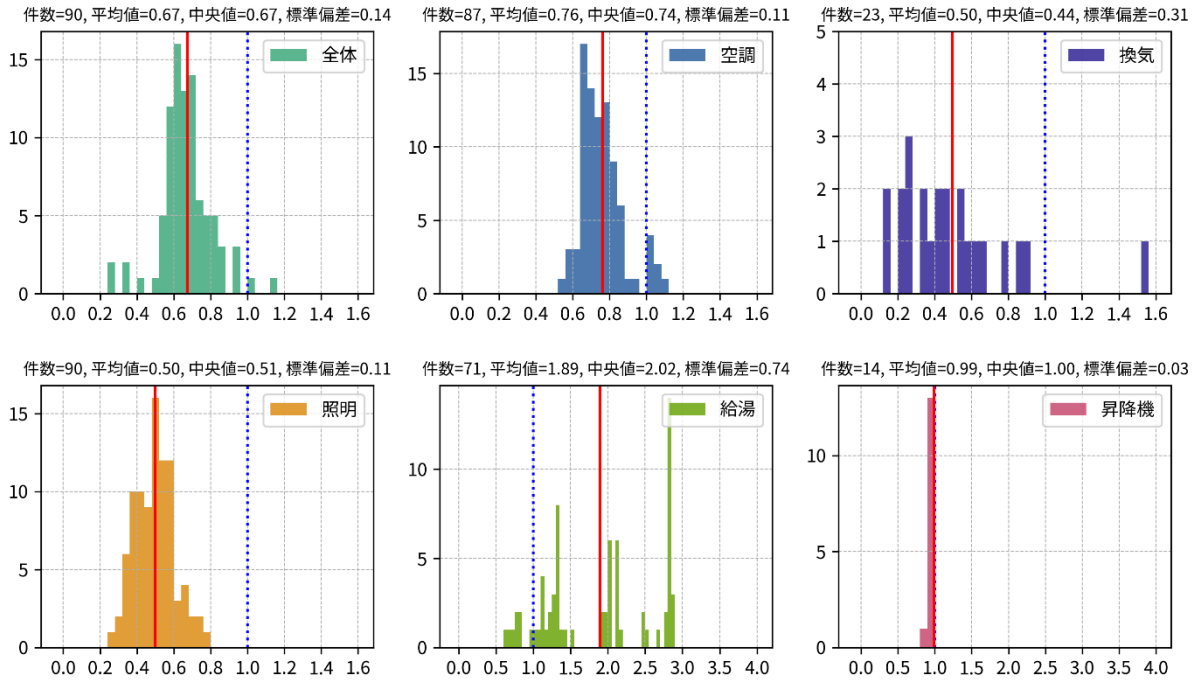 件数=90, 平均値=0.67, 中央値=0.67, 標準偏差=0.14
全体
15
10
5
0
0.0 0.2 0.4 0.6 0.8 1.0 1.2 1.4 1.6
件数=87, 平均値=0.76, 中央値=0.74, 標準偏差=0.11
空調
15
10
5
0
0.0 0.2 0.4 0.6 0.8 1.0 1.2 1.4 1.6
件数=23, 平均値=0.50, 中央値=0.44, 標準偏差=0.31
換気
5
4
3
2
1
0
0.0 0.2 0.4 0.6 0.8 1.0 1.2 1.4 1.6
件数=90, 平均値=0.50, 中央値=0.51, 標準偏差=0.11
照明
15
10
5
0
0.0 0.2 0.4 0.6 0.8 1.0 1.2 1.4 1.6
件数=71, 平均値=1.89, 中央値=2.02, 標準偏差=0.74
給湯
10
5
0
0.0 0.5 1.0 1.5 2.0 2.5 3.0 3.5 4.0
件数=14, 平均値=0.99, 中央値=1.00, 標準偏差=0.03
昇降機
10
5
0
0.0 0.5 1.0 1.5 2.0 2.5 3.0 3.5 4.0